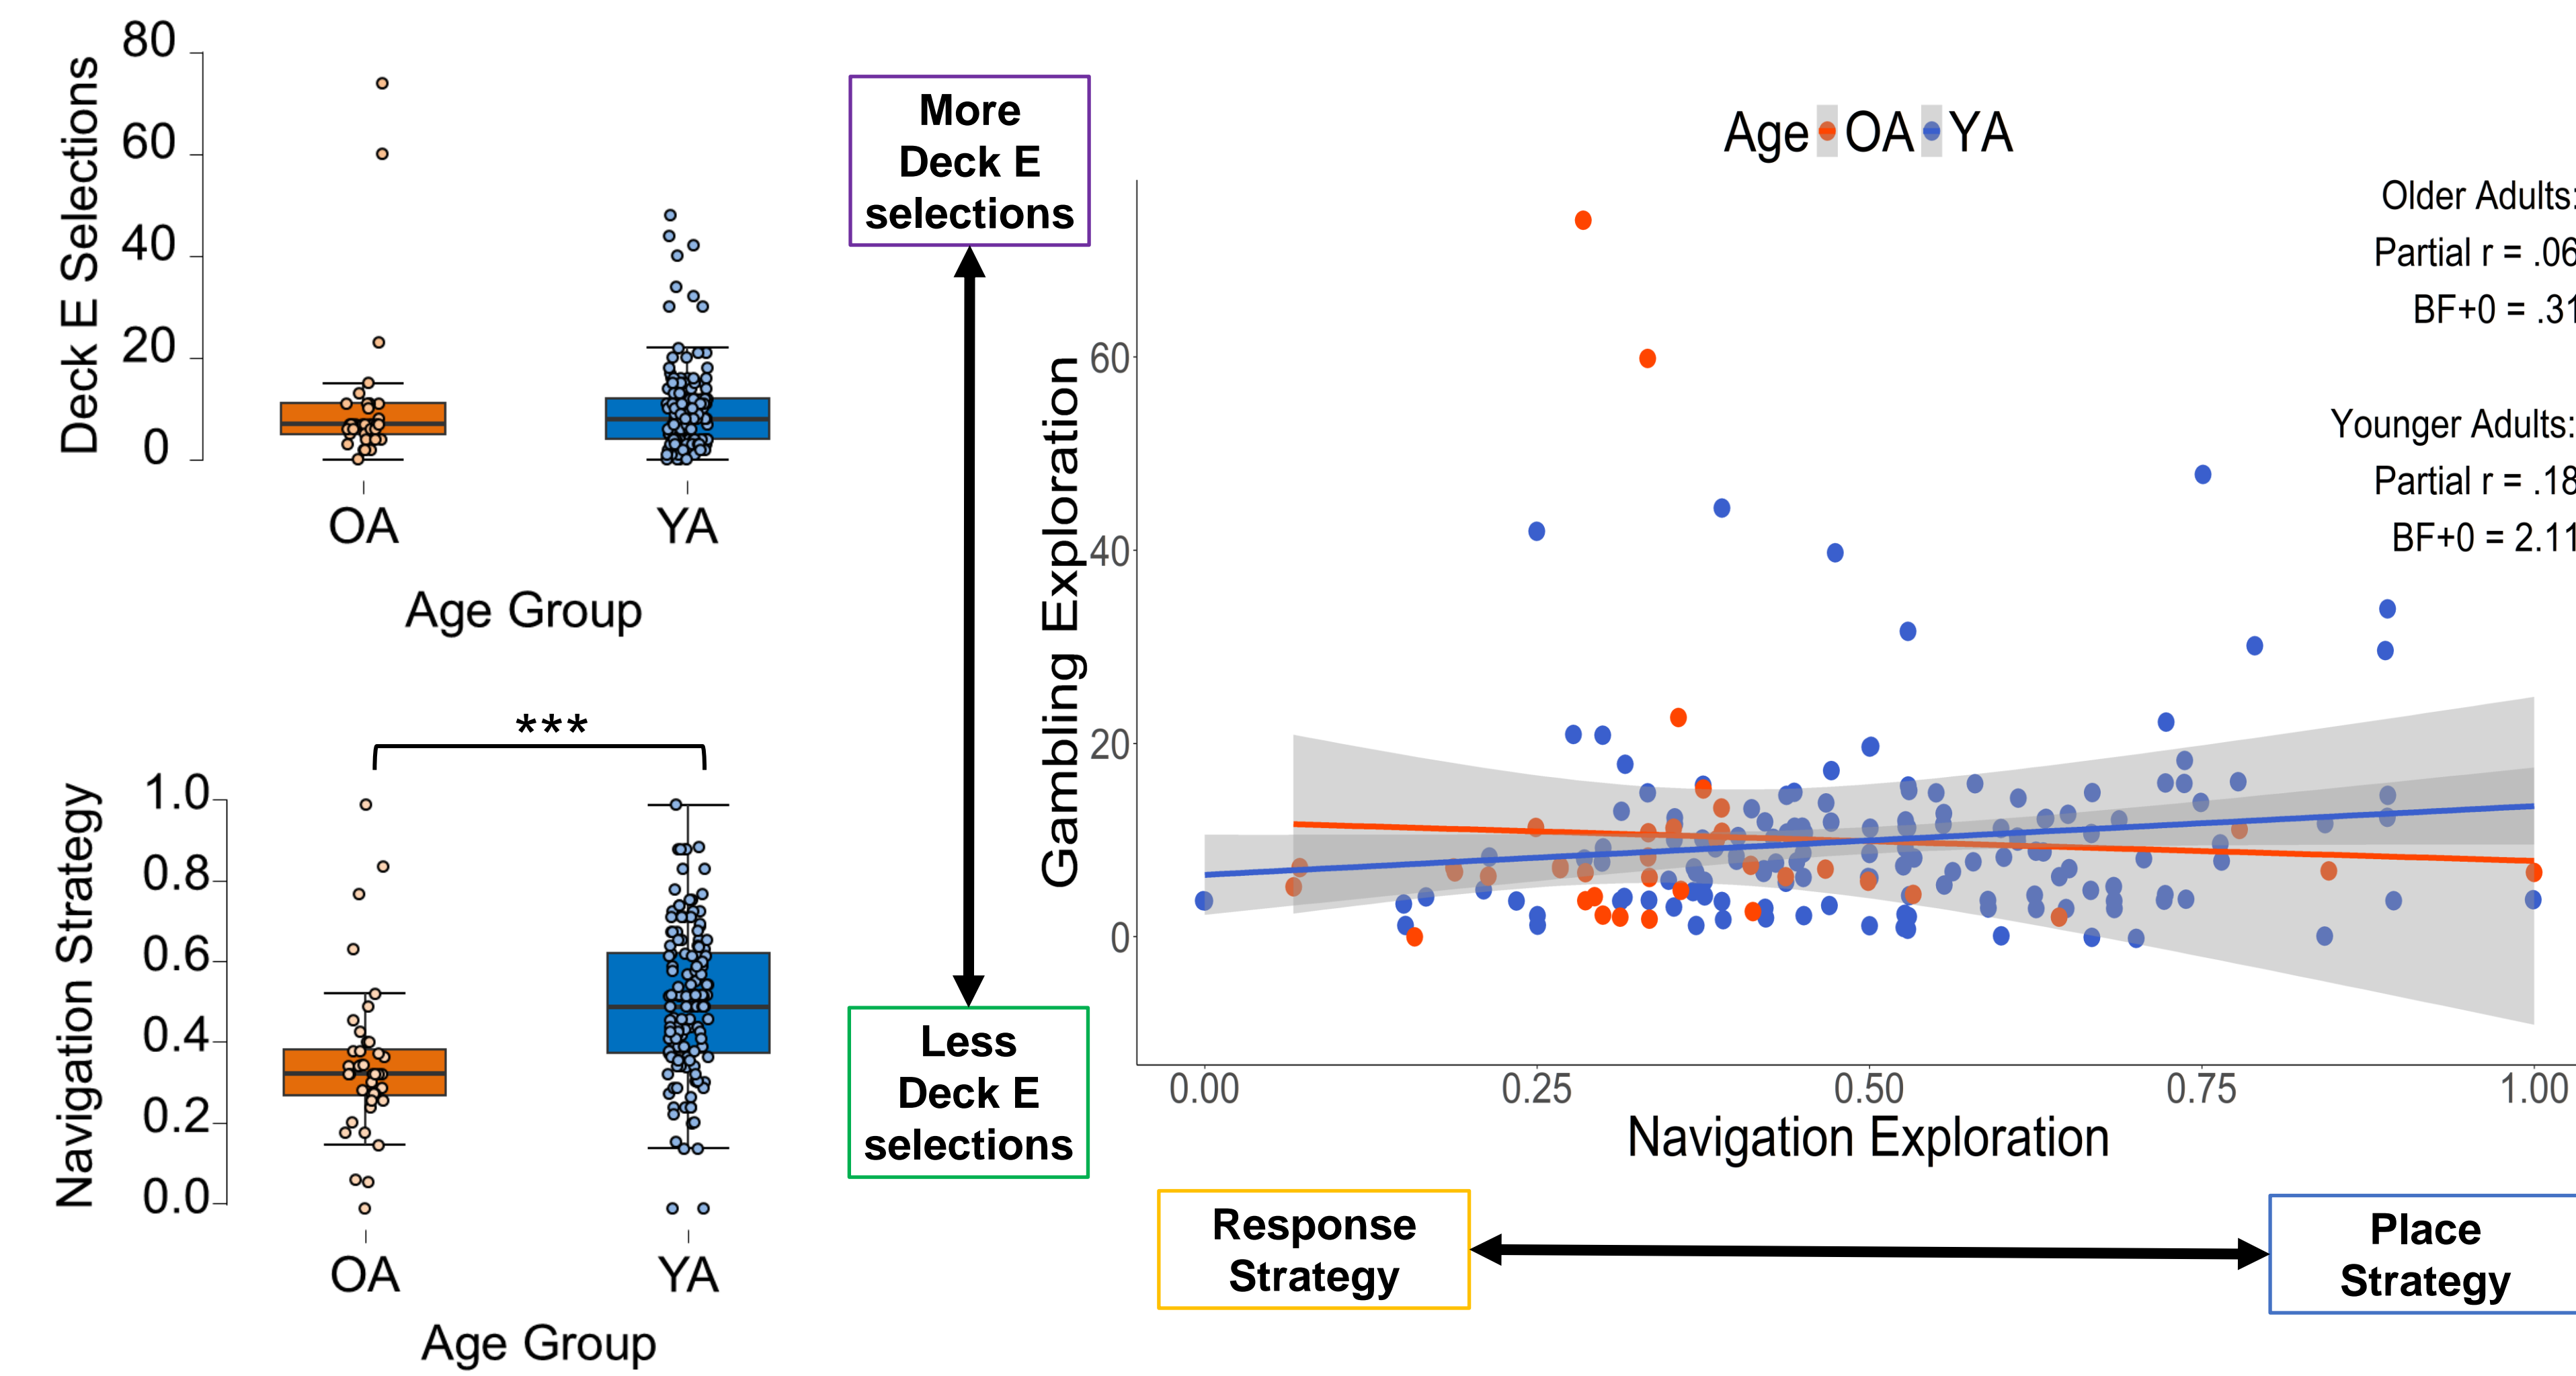 80
60
40
20
0
Deck E Selections
OA
YA
Age Group
***
1.0
0.8
0.6
0.4
0.2
0.0
Navigation Strategy
OA
YA
Age Group
More
Deck E
selections
Less
Deck E
selections
Age OA YA
Older Adults:
Partial r = .06
BF+0 = .31
Younger Adults:
Partial r = .18
BF+0 = 2.11
60
40
20
0
Gambling Exploration
0.00 0.25 0.50 0.75 1.00
Navigation Exploration
Response
Strategy
Place
Strategy